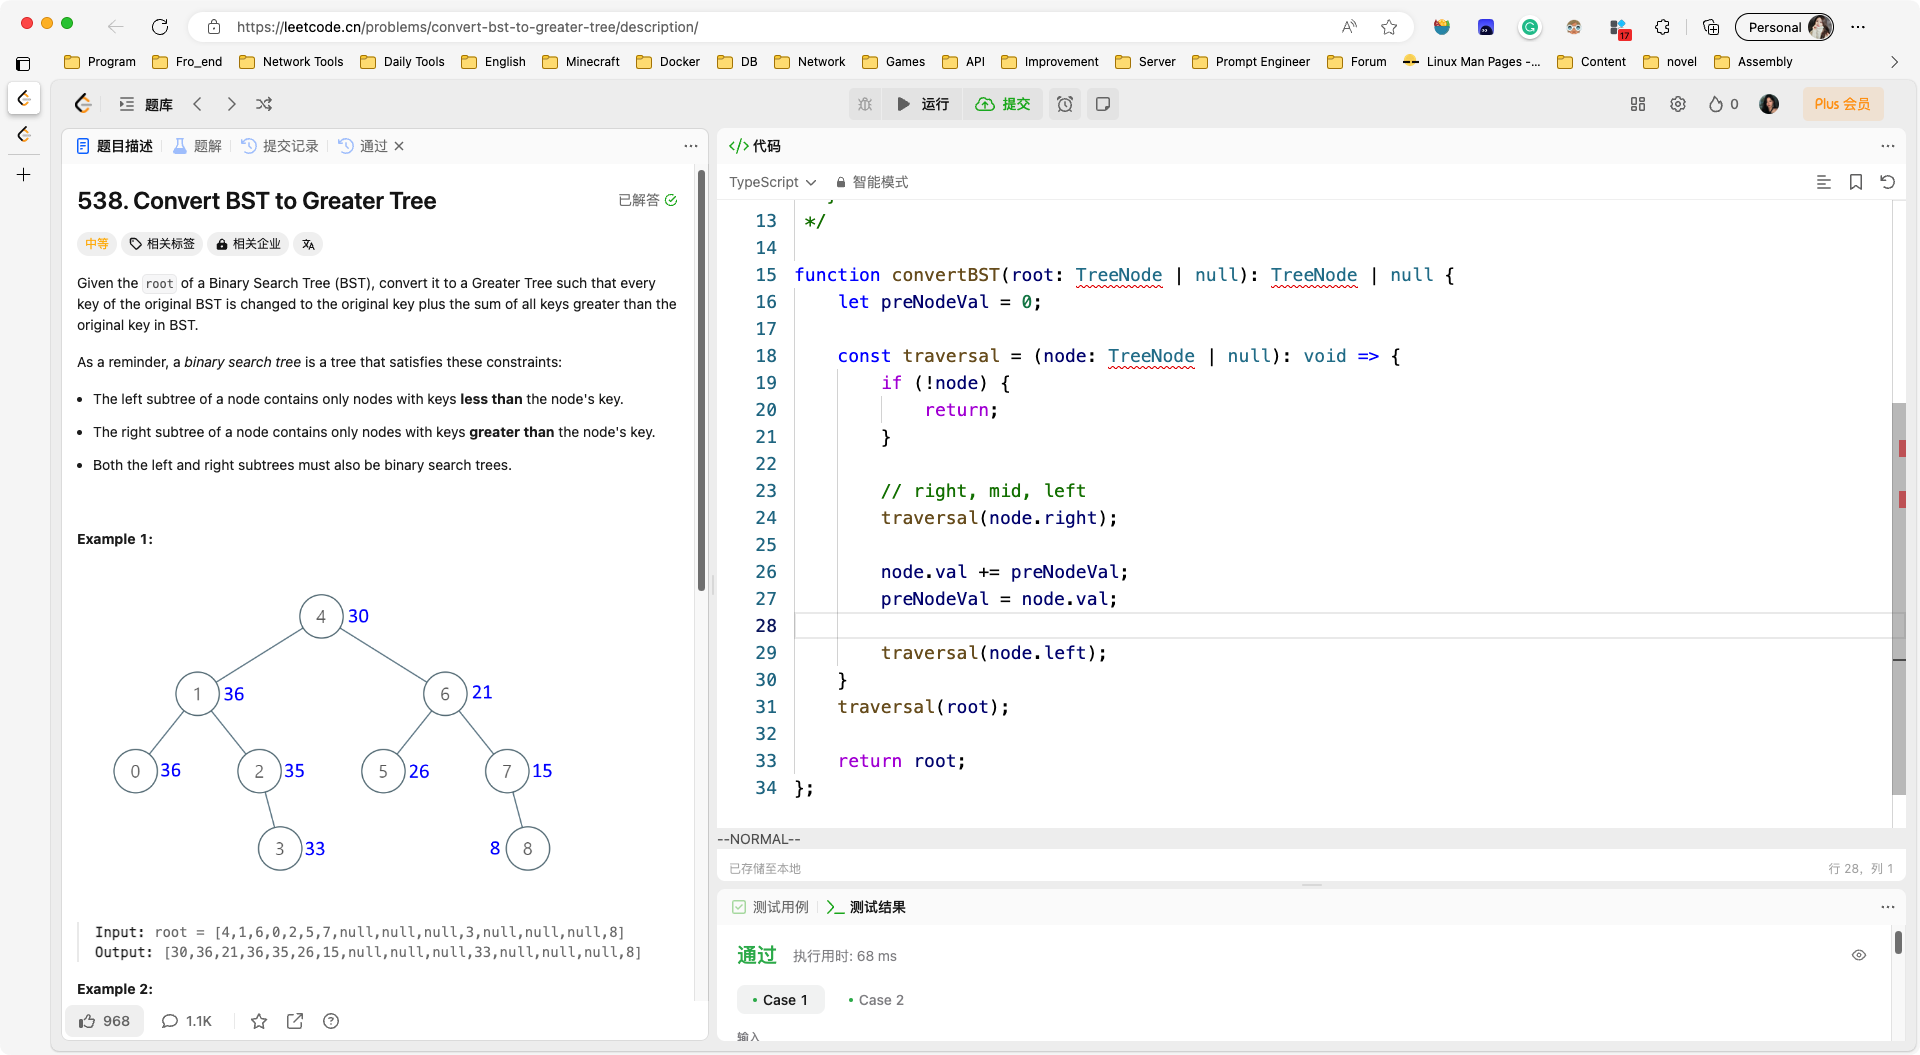 https://leetcode.cn/problems/convert-bst-to-greater-tree/description/
Personal
17
Program Fro_end Network Tools Daily Tools English Minecraft Docker DB Network Games API Improvement Server Prompt Engineer Forum Linux Man Pages -... Content novel Assembly
题库
运行
提交
0
Plus 会员
题目描述 题解 提交记录 通过
538. Convert BST to Greater Tree
已解答
中等 相关标签 相关企业
Given the root of a Binary Search Tree (BST), convert it to a Greater Tree such that every
key of the original BST is changed to the original key plus the sum of all keys greater than the
original key in BST.
As a reminder, a binary search tree is a tree that satisfies these constraints:
• The left subtree of a node contains only nodes with keys less than the node's key.
• The right subtree of a node contains only nodes with keys greater than the node's key.
• Both the left and right subtrees must also be binary search trees.
Example 1:
4 30
1 36 6 21
0 36 2 35 5 26 7 15
3 33 8 8
Input: root = [4,1,6,0,2,5,7,null,null,null,3,null,null,null,8]
Output: [30,36,21,36,35,26,15,null,null,null,33,null,null,null,8]
Example 2:
968 1.1K
</> 代码
TypeScript 智能模式
13 */
14
15 function convertBST(root: TreeNode | null): TreeNode | null {
16 let preNodeVal = 0;
17
18 const traversal = (node: TreeNode | null): void => {
19 if (!node) {
20 return;
21 }
22
23 // right, mid, left
24 traversal(node.right);
25
26 node.val += preNodeVal;
27 preNodeVal = node.val;
28
29 traversal(node.left);
30 }
31 traversal(root);
32
33 return root;
34 };
--NORMAL--
已存储至本地
行 28, 列 1
测试用例 测试结果
通过 执行用时: 68 ms
• Case 1 • Case 2
输入